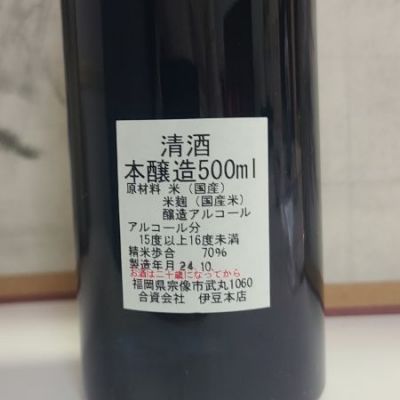 清酒
本醸造500ml
原材料 米（国産）
米麹（国産米）
醸造アルコール
アルコール分
15度以上16度未満
精米歩合 70%
製造年月 24.10
お酒は二十歳になってから
福岡県宗像市武丸1060
合資会社 伊豆本店